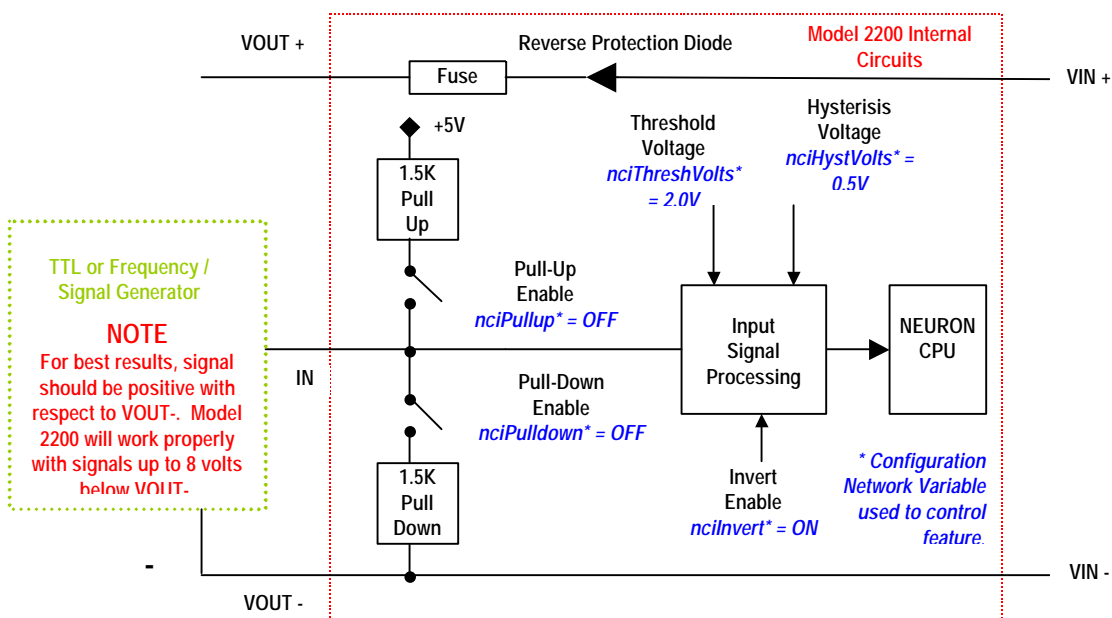 VOUT +
Reverse Protection Diode
Model 2200 Internal
Circuits
Fuse
VIN +
+5V
Threshold
Voltage
nciThreshVolts*
= 2.0V
Hysterisis
Voltage
nciHystVolts* =
0.5V
1.5K
Pull
Up
TTL or Frequency /
Signal Generator
NOTE
For best results, signal
should be positive with
respect to VOUT-. Model
2200 will work properly
with signals up to 8 volts
below VOUT-
Pull-Up
Enable
nciPullup* = OFF
IN
Input
Signal
Processing
NEURON
CPU
Pull-Down
Enable
nciPulldown* = OFF
1.5K
Pull
Down
Invert
Enable
nciInvert* = ON
* Configuration
Network Variable
used to control
feature.
-
VOUT -
VIN -